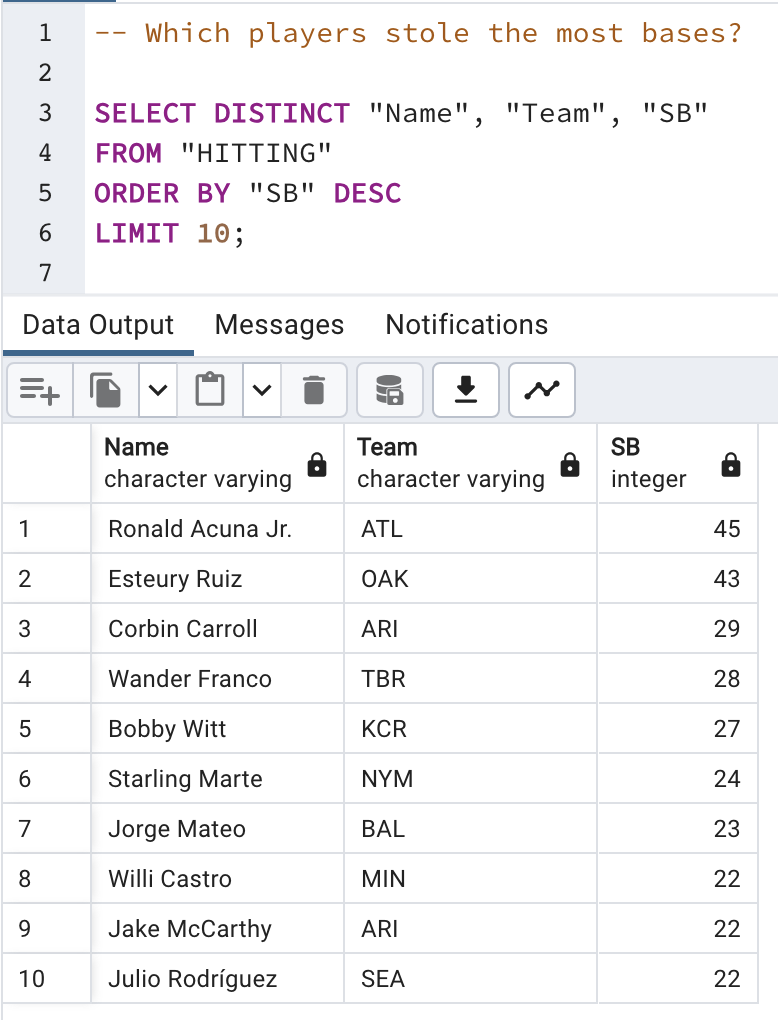 1 -- Which players stole the most bases?
2
3 SELECT DISTINCT "Name", "Team", "SB"
4 FROM "HITTING"
5 ORDER BY "SB" DESC
6 LIMIT 10;
7
Data Output Messages Notifications
Name Team SB
character varying character varying integer
1 Ronald Acuna Jr. ATL 45
2 Esteury Ruiz OAK 43
3 Corbin Carroll ARI 29
4 Wander Franco TBR 28
5 Bobby Witt KCR 27
6 Starling Marte NYM 24
7 Jorge Mateo BAL 23
8 Willi Castro MIN 22
9 Jake McCarthy ARI 22
10 Julio Rodríguez SEA 22